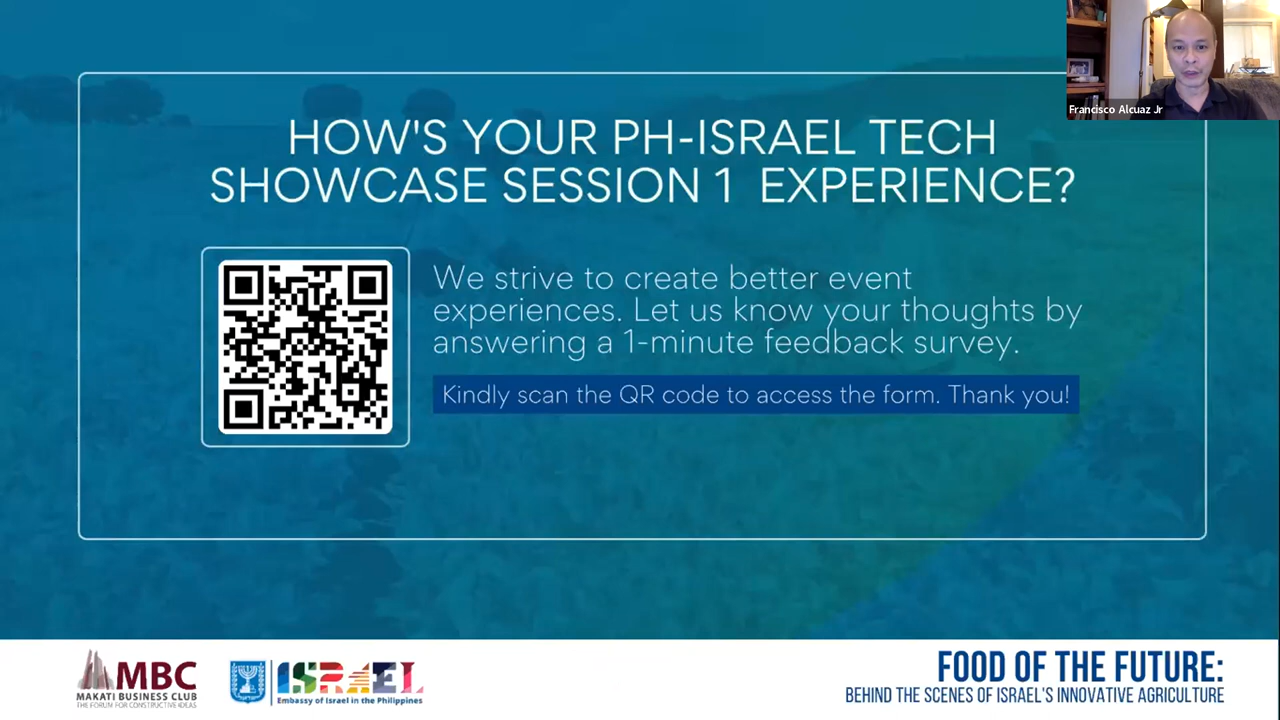 Francisco Alcuaz Jr
HOW'S YOUR PH-ISRAEL TECH
SHOWCASE SESSION 1 EXPERIENCE?
We strive to create better event
experiences. Let us know your thoughts by
answering a 1-minute feedback survey.
Kindly scan the QR code to access the form. Thank you!
MBC
MAKATI BUSINESS CLUB
THE FORUM FOR CONSTRUCTIVE IDEAS
ISRAEL
Embassy of Israel in the Philippines
FOOD OF THE FUTURE:
BEHIND THE SCENES OF ISRAEL'S INNOVATIVE AGRICULTURE